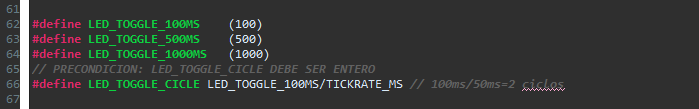 61
62 #define LED_TOGGLE_100MS (100)
63 #define LED_TOGGLE_500MS (500)
64 #define LED_TOGGLE_1000MS (1000)
65 // PRECONDICION: LED_TOGGLE_CICLE DEBE SER ENTERO
66 #define LED_TOGGLE_CICLE LED_TOGGLE_100MS/TICKRATE_MS // 100ms/50ms=2 ciclos
67